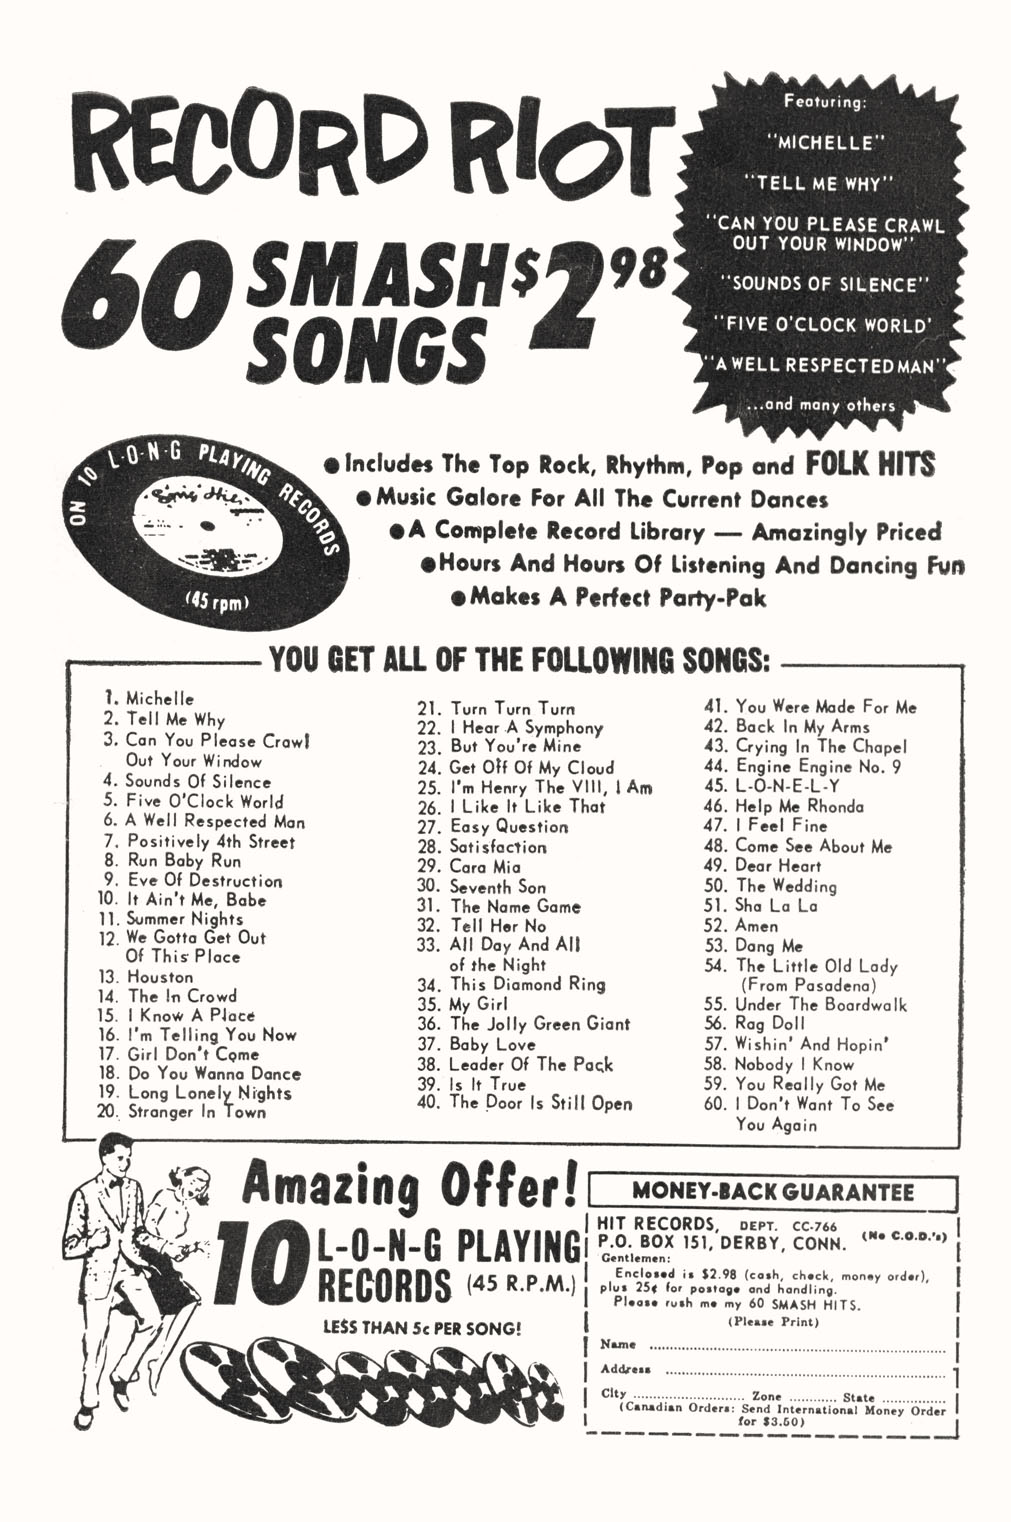 RECORD RIOT
60 SMASH SONGS $2.98
Featuring:
"MICHELLE"
"TELL ME WHY"
"CAN YOU PLEASE CRAWL
OUT YOUR WINDOW"
"SOUNDS OF SILENCE"
"FIVE O'CLOCK WORLD'
"A WELL RESPECTED MAN"
...and many others
ON 10 L-O-N-G PLAYING RECORDS
(45 rpm)
● Includes The Top Rock, Rhythm, Pop and FOLK HITS
● Music Galore For All The Current Dances
● A Complete Record Library — Amazingly Priced
● Hours And Hours Of Listening And Dancing Fun
● Makes A Perfect Party-Pak
YOU GET ALL OF THE FOLLOWING SONGS:
1. Michelle
2. Tell Me Why
3. Can You Please Crawl
Out Your Window
4. Sounds Of Silence
5. Five O'Clock World
6. A Well Respected Man
7. Positively 4th Street
8. Run Baby Run
9. Eve Of Destruction
10. It Ain't Me, Babe
11. Summer Nights
12. We Gotta Get Out
Of This Place
13. Houston
14. The In Crowd
15. I Know A Place
16. I'm Telling You Now
17. Girl Don't Come
18. Do You Wanna Dance
19. Long Lonely Nights
20. Stranger In Town
21. Turn Turn Turn
22. I Hear A Symphony
23. But You're Mine
24. Get Off Of My Cloud
25. I'm Henry The VIII, I Am
26. I Like It Like That
27. Easy Question
28. Satisfaction
29. Cara Mia
30. Seventh Son
31. The Name Game
32. Tell Her No
33. All Day And All
of the Night
34. This Diamond Ring
35. My Girl
36. The Jolly Green Giant
37. Baby Love
38. Leader Of The Pack
39. Is It True
40. The Door Is Still Open
41. You Were Made For Me
42. Back In My Arms
43. Crying In The Chapel
44. Engine Engine No. 9
45. L-O-N-E-L-Y
46. Help Me Rhonda
47. I Feel Fine
48. Come See About Me
49. Dear Heart
50. The Wedding
51. Sha La La
52. Amen
53. Dang Me
54. The Little Old Lady
(From Pasadena)
55. Under The Boardwalk
56. Rag Doll
57. Wishin' And Hopin'
58. Nobody I Know
59. You Really Got Me
60. I Don't Want To See
You Again
Amazing Offer!
10 L-O-N-G PLAYING
RECORDS (45 R.P.M.)
LESS THAN 5c PER SONG!
MONEY-BACK GUARANTEE
HIT RECORDS, DEPT. CC-766
P.O. BOX 151, DERBY, CONN. (No C.O.D.'s)
Gentlemen:
Enclosed is $2.98 (cash, check, money order),
plus 25¢ for postage and handling.
Please rush me my 60 SMASH HITS.
(Please Print)
Name
Address
City Zone State
(Canadian Orders: Send International Money Order
for $3.50)